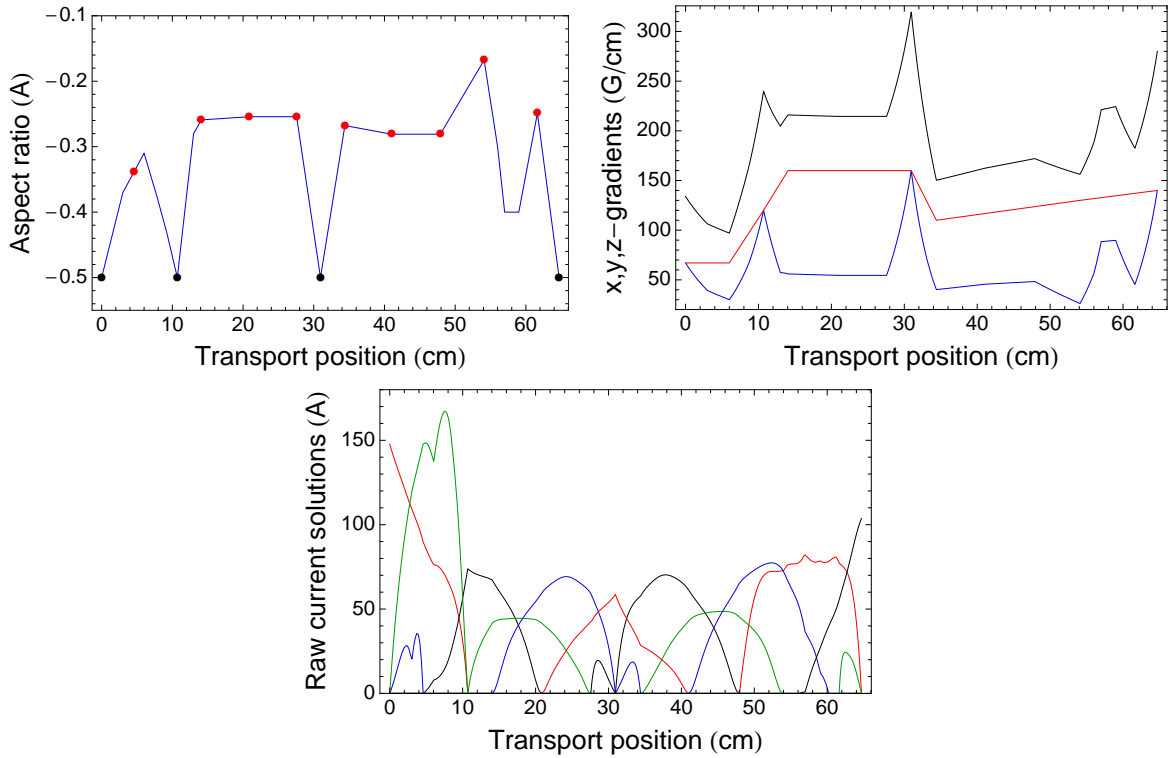 Aspect ratio (A)
−0.1
−0.2
−0.3
−0.4
−0.5
0 10 20 30 40 50 60
Transport position (cm)
x,y,z−gradients (G/cm)
300
250
200
150
100
50
0 10 20 30 40 50 60
Transport position (cm)
Raw current solutions (A)
150
100
50
0
0 10 20 30 40 50 60
Transport position (cm)